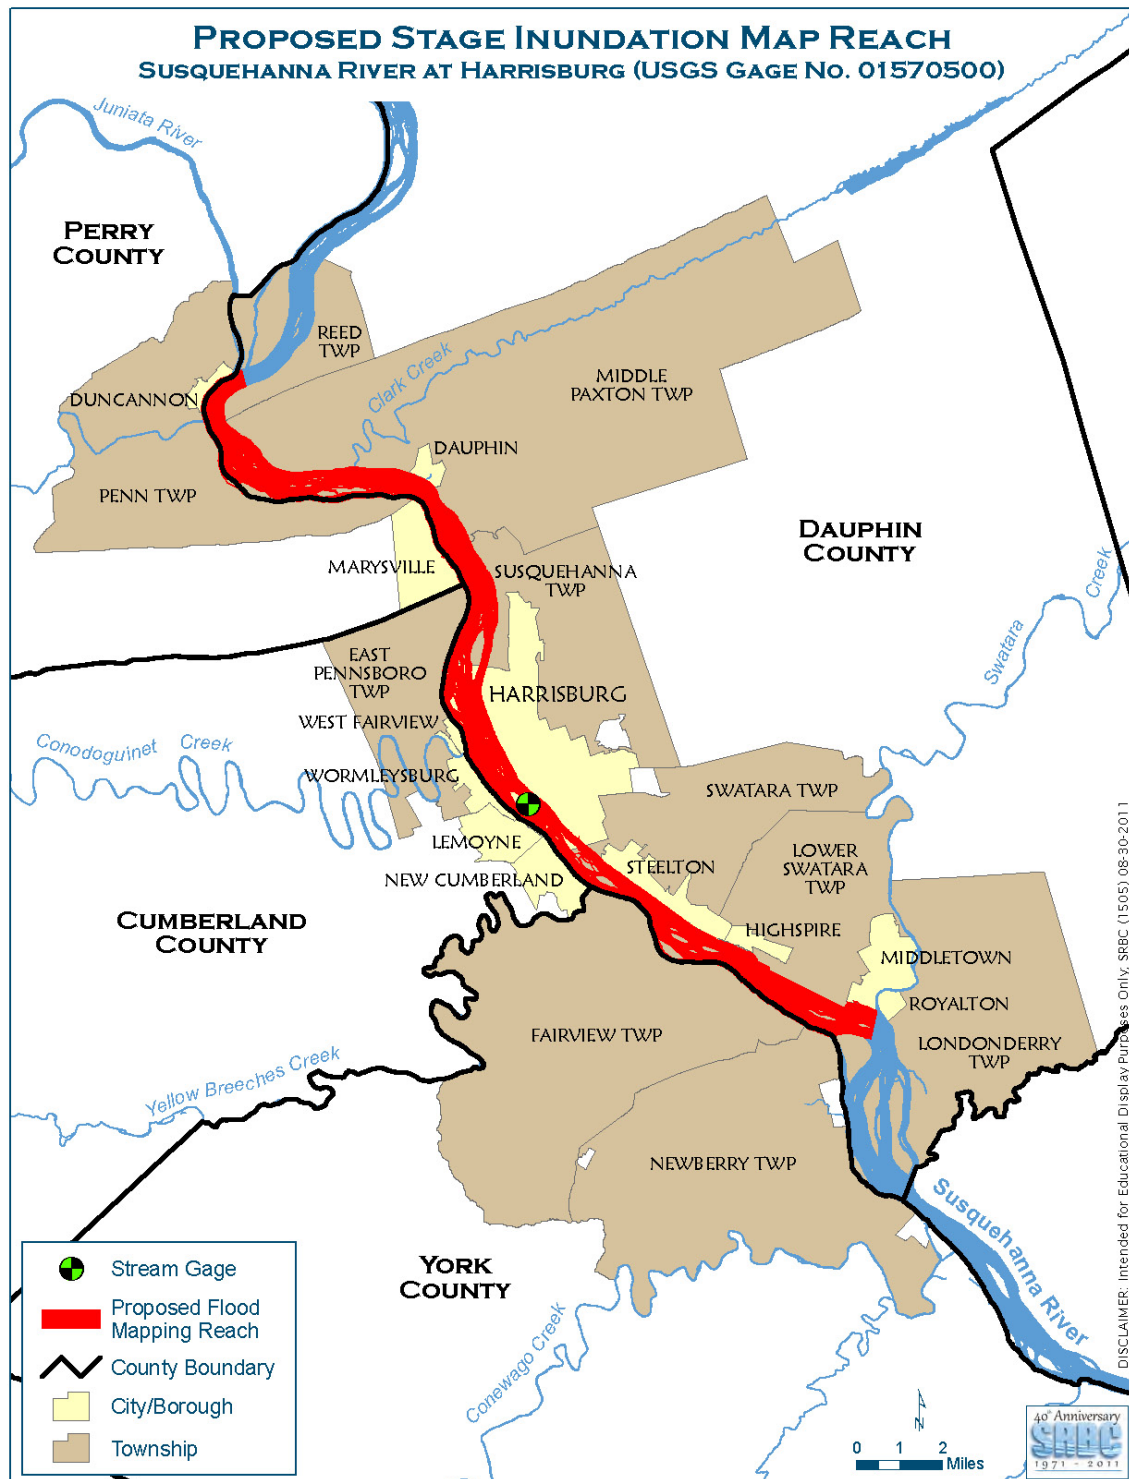 PROPOSED STAGE INUNDATION MAP REACH
SUSQUEHANNA RIVER AT HARRISBURG (USGS GAGE NO. 01570500)
Juniata River
PERRY
COUNTY
REED
TWP
Clark Creek
MIDDLE
PAXTON TWP
DUNCANNON
DAUPHIN
PENN TWP
DAUPHIN
COUNTY
MARYSVILLE
SUSQUEHANNA
TWP
Swatara Creek
EAST
PENNSBORO
TWP
HARRISBURG
WEST FAIRVIEW
Conodoguinet Creek
WORMLEYSBURG
SWATARA TWP
LEMOYNE
LOWER
SWATARA
TWP
STEELTON
NEW CUMBERLAND
CUMBERLAND
COUNTY
HIGHSPIRE
MIDDLETOWN
ROYALTON
FAIRVIEW TWP
LONDONDERRY
TWP
Yellow Breeches Creek
NEWBERRY TWP
Susquehanna River
YORK
COUNTY
Conewago Creek
Stream Gage
Proposed Flood
Mapping Reach
County Boundary
City/Borough
Township
N
0 1 2
Miles
40th Anniversary
SRBC
1971 - 2011
DISCLAIMER: Intended for Educational Display Purposes Only. SRBC (1505) 08-30-2011